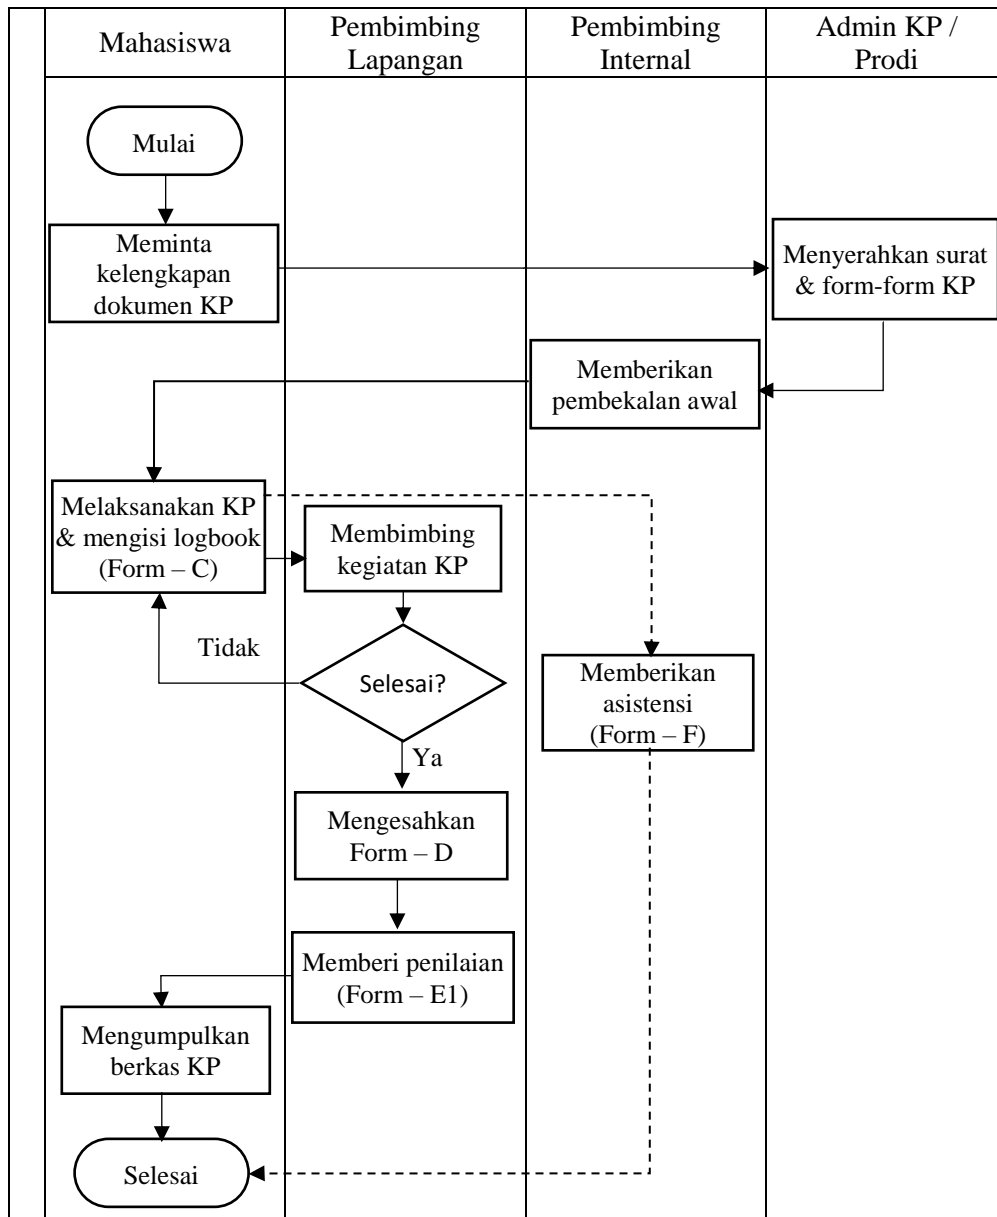 Mahasiswa
Pembimbing
Lapangan
Pembimbing
Internal
Admin KP /
Prodi
Mulai
Meminta
kelengkapan
dokumen KP
Menyerahkan surat
& form-form KP
Memberikan
pembekalan awal
Melaksanakan KP
& mengisi logbook
(Form – C)
Membimbing
kegiatan KP
Tidak
Selesai?
Memberikan
asistensi
(Form – F)
Ya
Mengesahkan
Form – D
Memberi penilaian
(Form – E1)
Mengumpulkan
berkas KP
Selesai